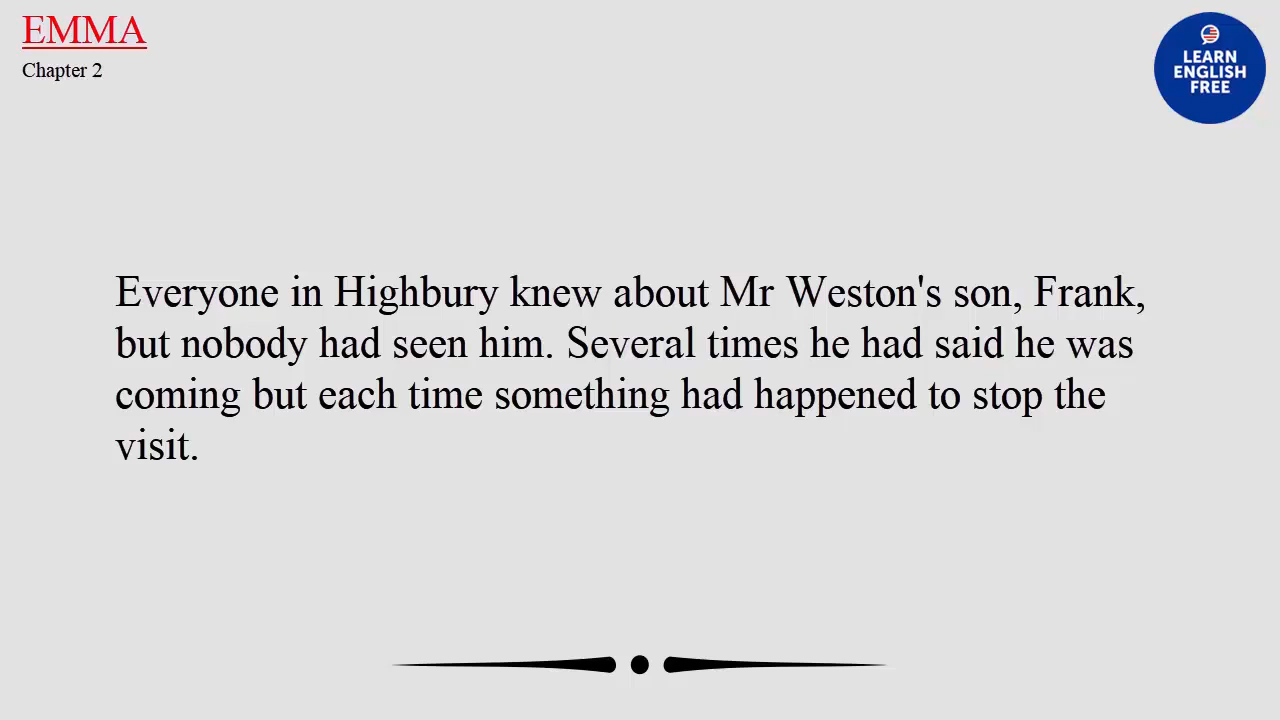 EMMA
Chapter 2
LEARN
ENGLISH
FREE
Everyone in Highbury knew about Mr Weston's son, Frank,
but nobody had seen him. Several times he had said he was
coming but each time something had happened to stop the
visit.